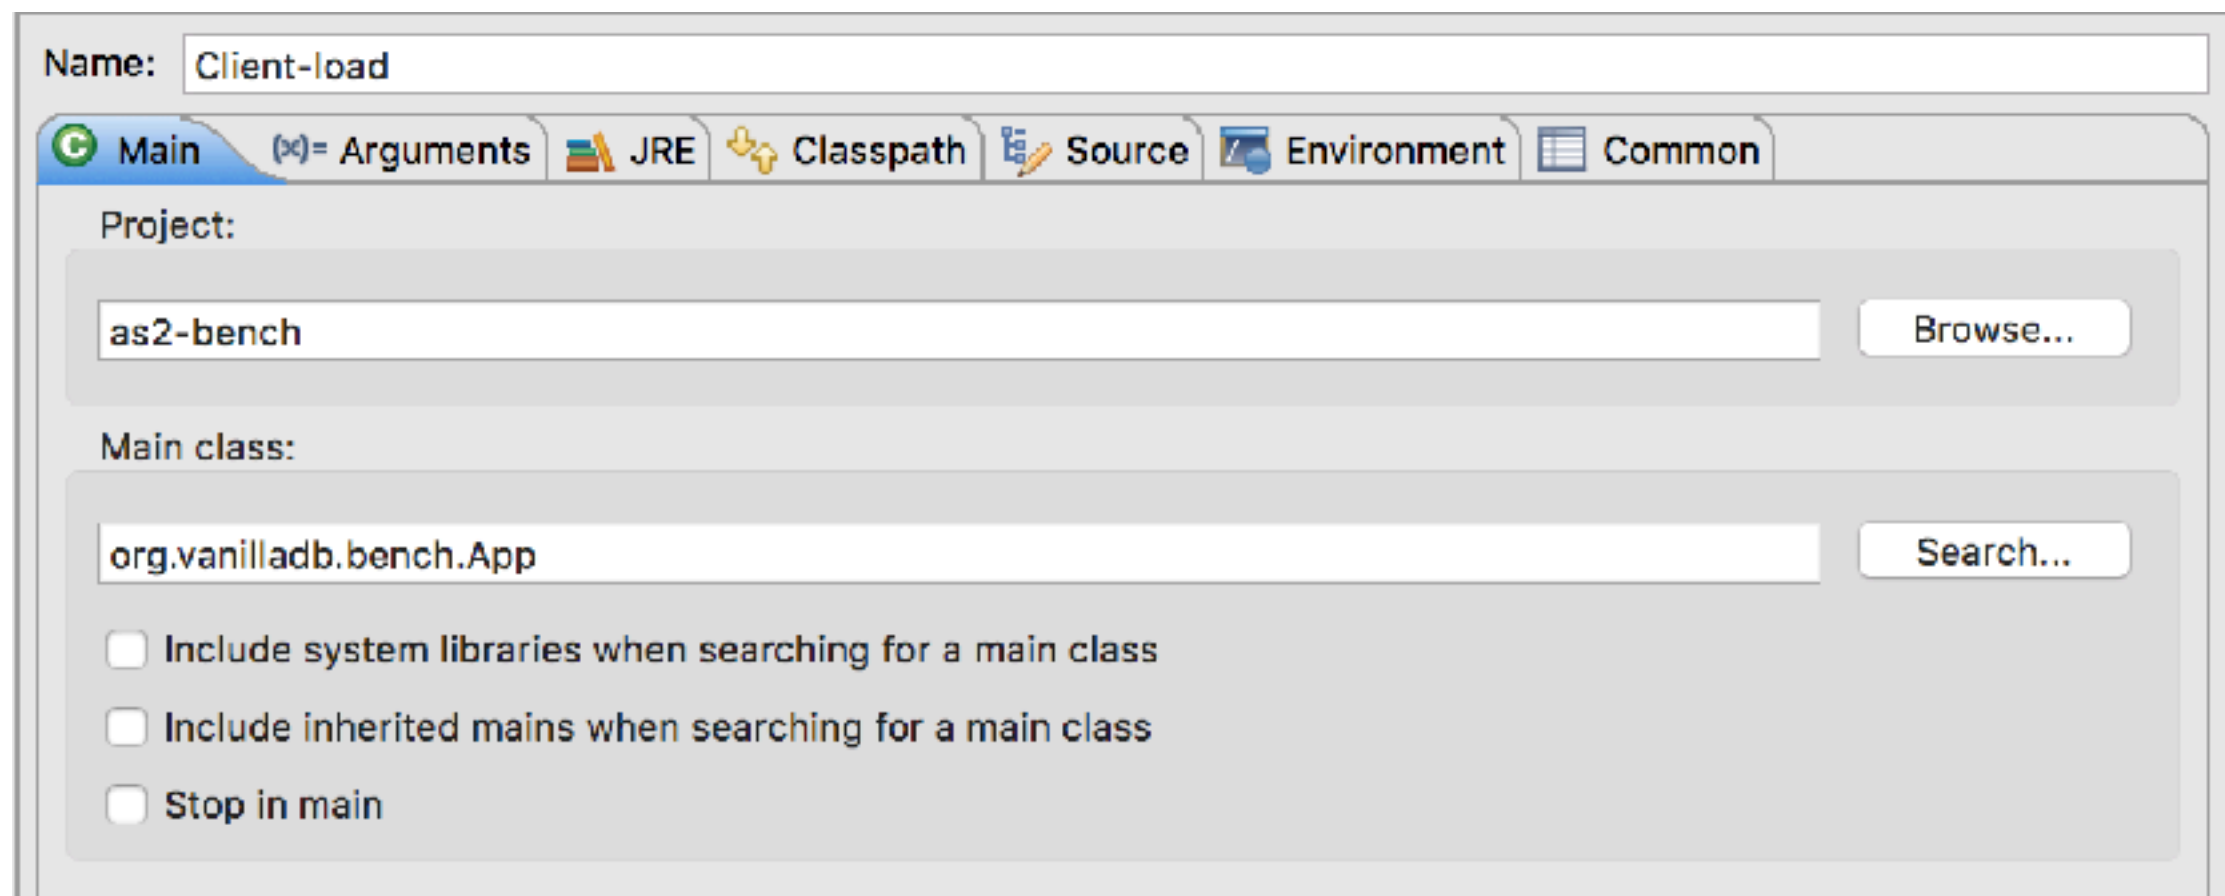 Name: Client-load
Main (x)= Arguments JRE Classpath Source Environment Common
Project:
as2-bench Browse...
Main class:
org.vanilladb.bench.App Search...
Include system libraries when searching for a main class
Include inherited mains when searching for a main class
Stop in main